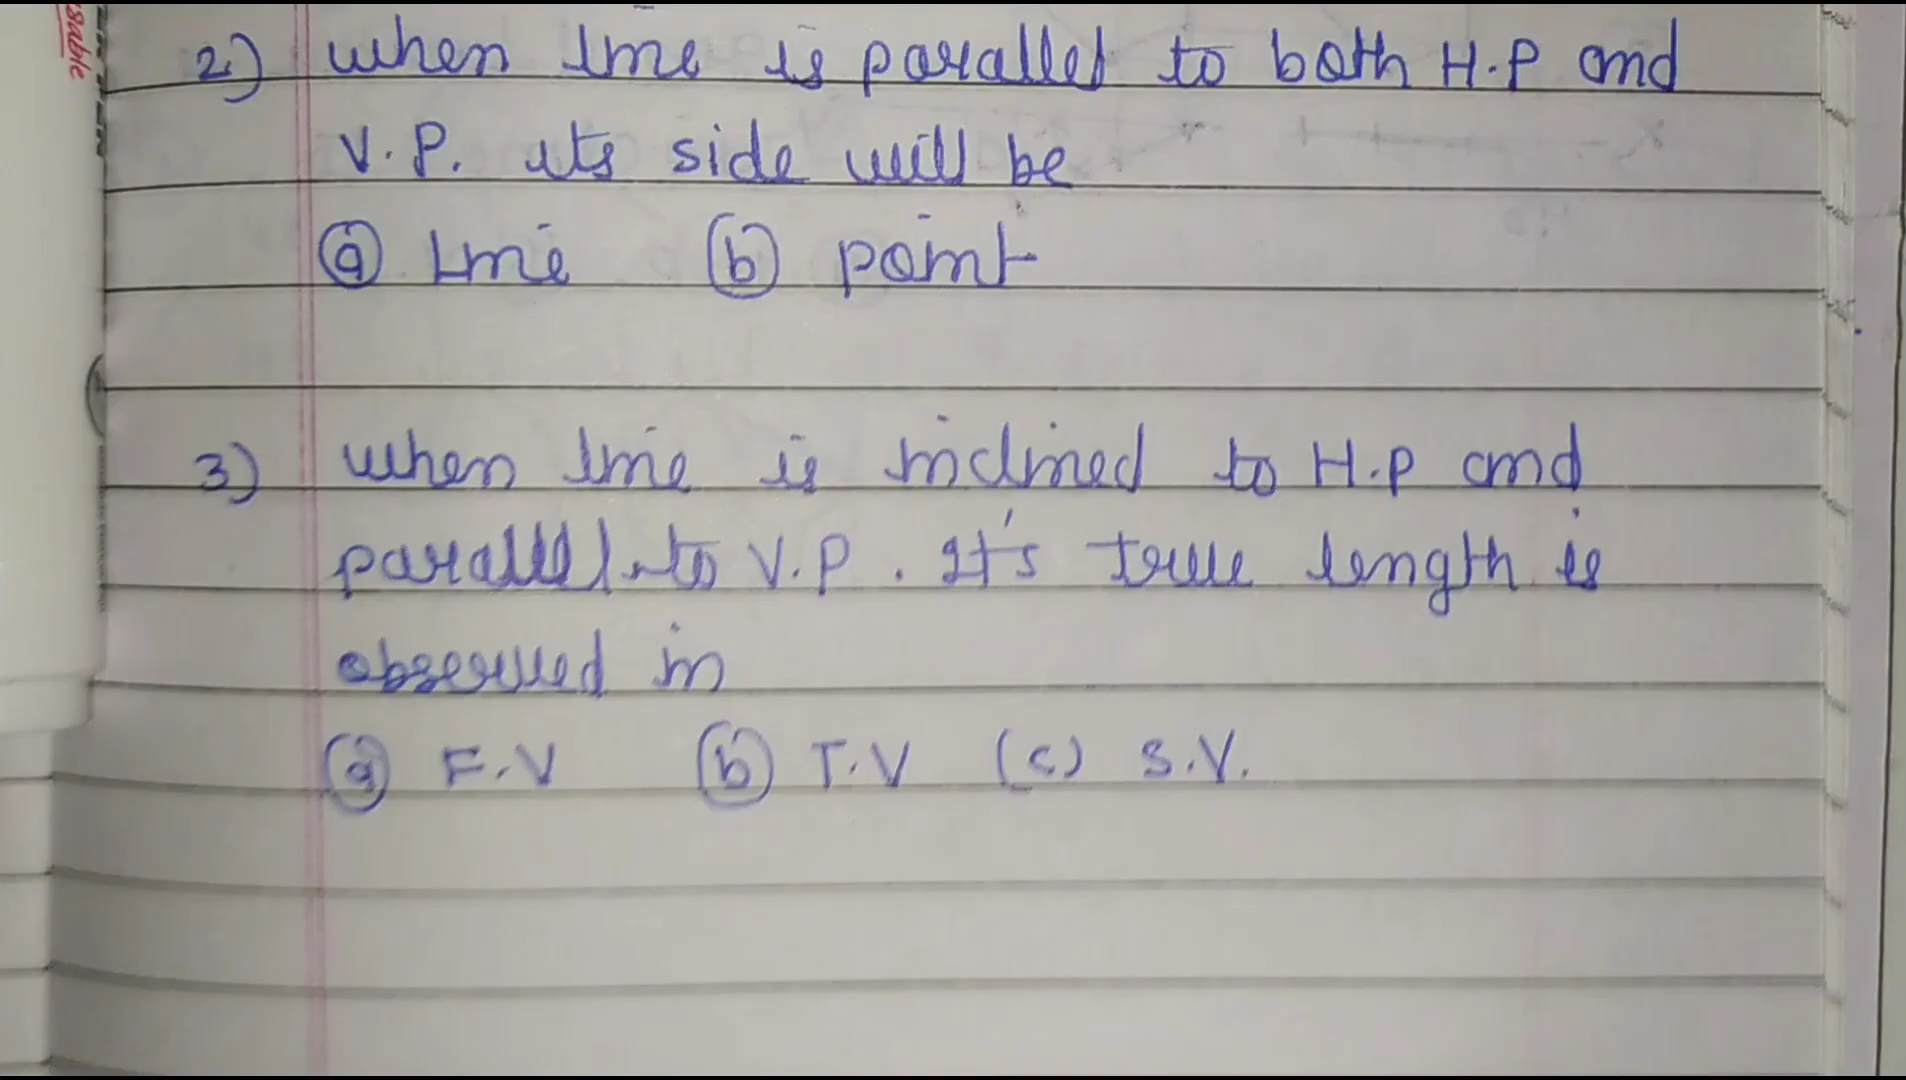 sable
2) when line is parallel to both H.P and
V.P. its side will be
(a) Line (b) point
3) when line is inclined to H.P and
parallel to V.P. It's true length is
observed in
(a) F.V (b) T.V (c) S.V.